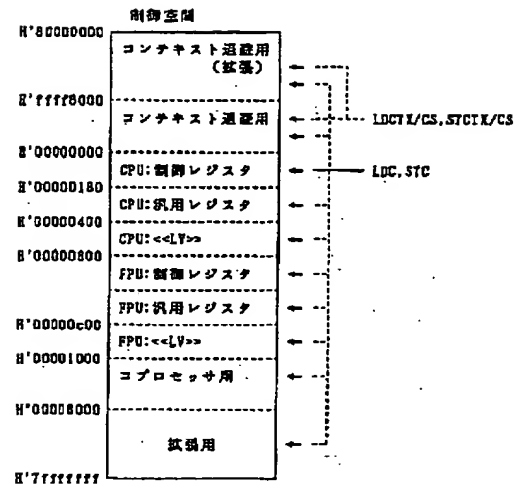 制御空間
H'80000000
コンテキスト退避用
(拡張)
H'ffff8000
コンテキスト退避用
LDCTX/CS,STCTX/CS
H'00000000
CPU:制御レジスタ
LDC,STC
H'00000180
CPU:汎用レジスタ
H'00000400
CPU:<<LV>>
H'00000800
FPU:制御レジスタ
FPU:汎用レジスタ
H'00000c00
FPU:<<LV>>
H'00001000
コプロセッサ用
H'00008000
拡張用
H'7fffffff